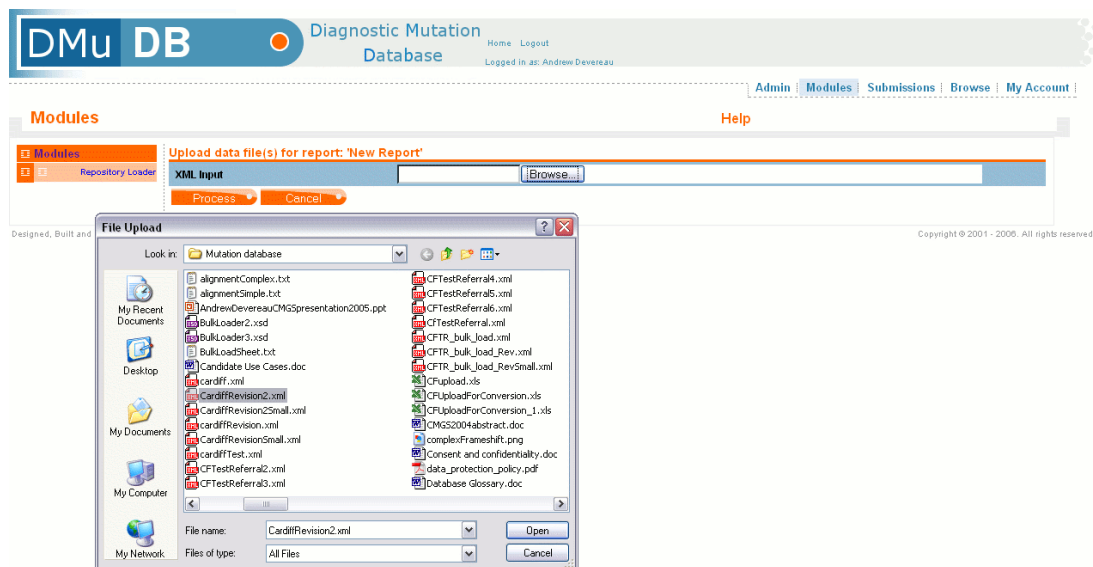 DMu DB
Diagnostic Mutation
Database
Home Logout
Logged in as: Andrew Devereau
Admin Modules Submissions Browse My Account
Modules
Help
Modules
Repository Loader
Upload data file(s) for report: 'New Report'
XML Input
Browse...
Process Cancel
Designed, Built and
Copyright © 2001 - 2006. All rights reserved
File Upload
Look in: Mutation database
My Recent
Documents
Desktop
My Documents
My Computer
My Network
alignmentComplex.txt
alignmentSimple.txt
AndrewDevereauCMGSpresentation2005.ppt
BulkLoader2.xsd
BulkLoader3.xsd
BulkLoadSheet.txt
Candidate Use Cases.doc
cardiff.xml
CardiffRevision2.xml
CardiffRevision2Small.xml
cardiffRevision.xml
CardiffRevisionSmall.xml
cardiffTest.xml
CFTestReferral2.xml
CFTestReferral3.xml
CFTestReferral4.xml
CFTestReferral5.xml
CFTestReferral6.xml
CfTestReferral.xml
CFTR_bulk_load.xml
CFTR_bulk_load_Rev.xml
CFTR_bulk_load_RevSmall.xml
CFupload.xls
CFUploadForConversion.xls
CFUploadForConversion_1.xls
CMGS2004abstract.doc
complexFrameshift.png
Consent and confidentiality.doc
data_protection_policy.pdf
Database Glossary.doc
File name: CardiffRevision2.xml Open
Files of type: All Files Cancel